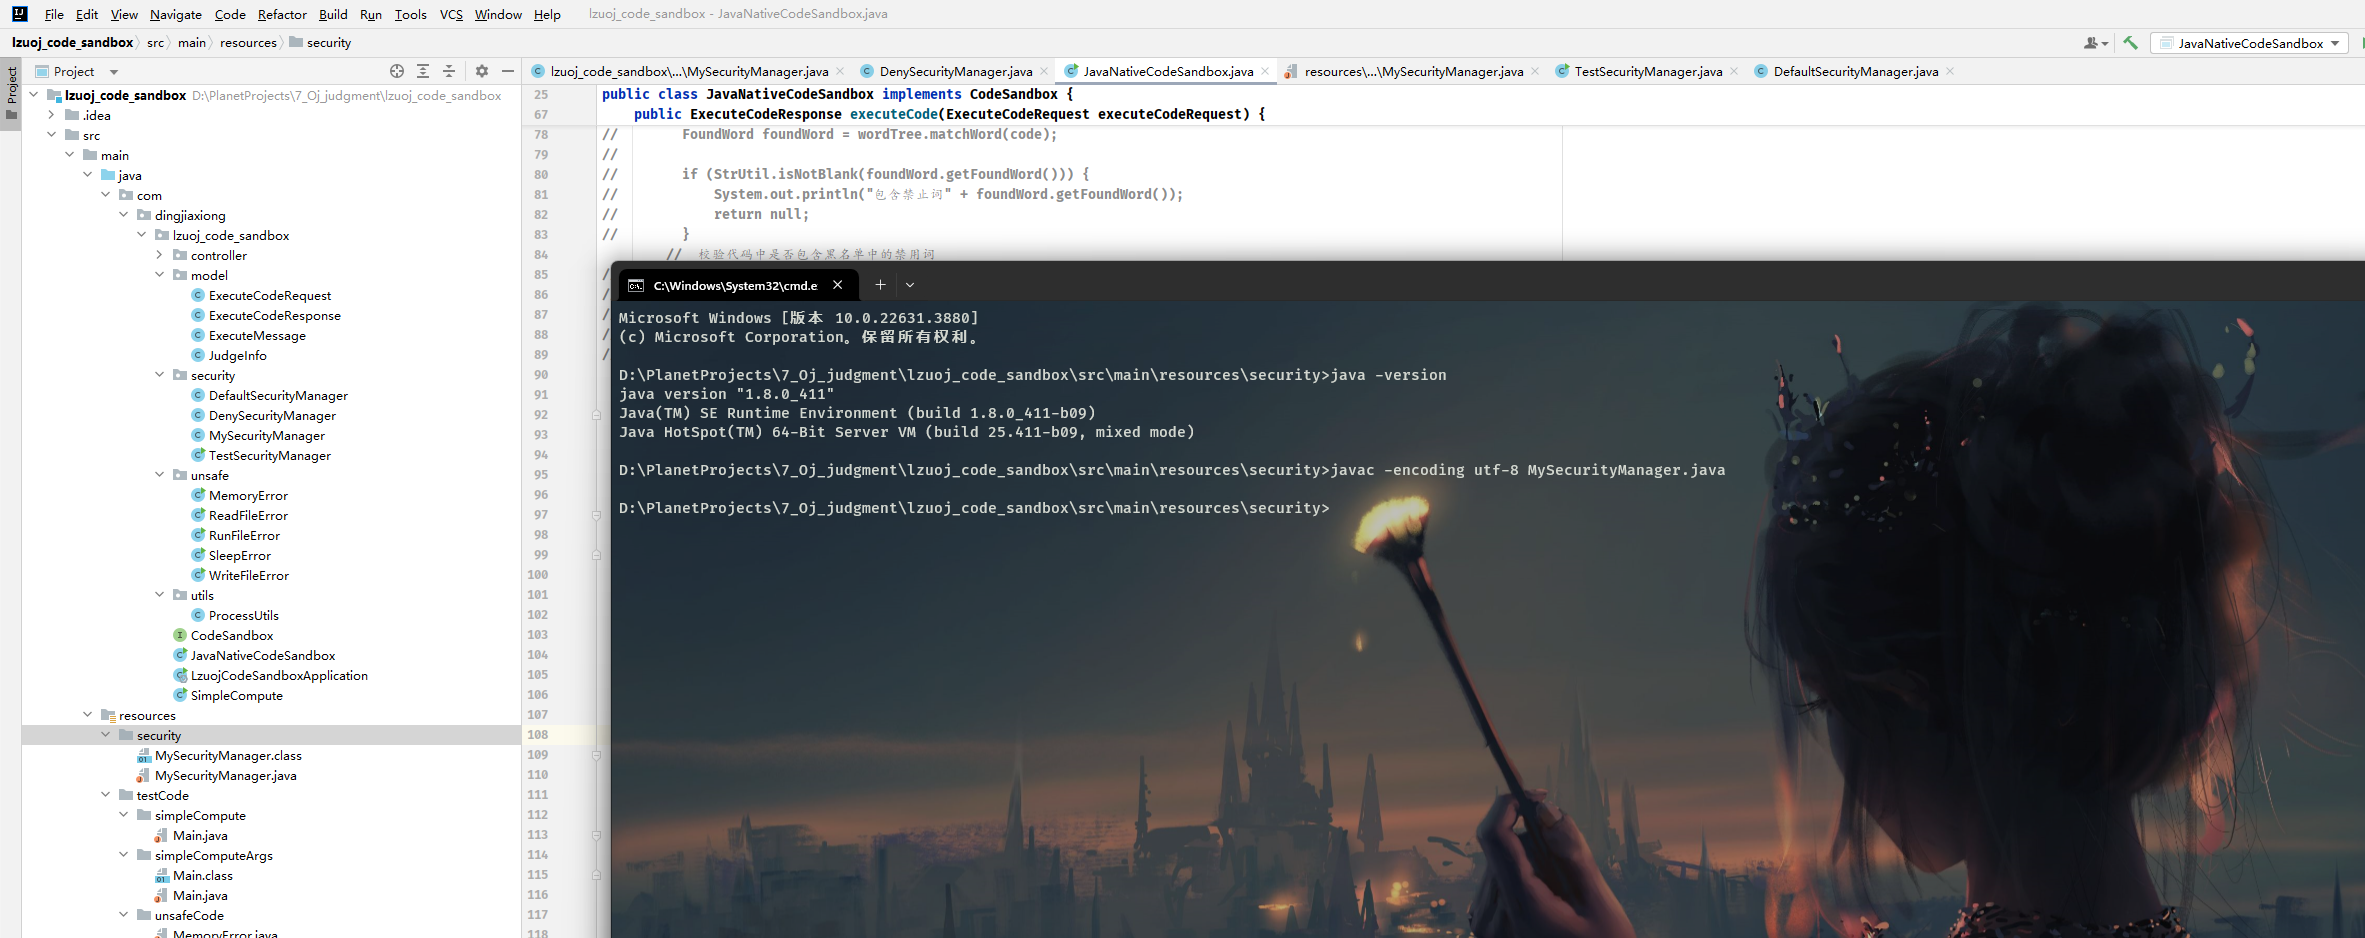 File Edit View Navigate Code Refactor Build Run Tools VCS Window Help lzuoj_code_sandbox - JavaNativeCodeSandbox.java
lzuoj_code_sandbox src main resources security
JavaNativeCodeSandbox
Project
Project
lzuoj_code_sandbox\...\MySecurityManager.java DenySecurityManager.java JavaNativeCodeSandbox.java resources\...\MySecurityManager.java TestSecurityManager.java DefaultSecurityManager.java
lzuoj_code_sandbox D:\PlanetProjects\7_Oj_judgment\lzuoj_code_sandbox
.idea
src
main
java
com
dingjiaxiong
lzuoj_code_sandbox
controller
model
ExecuteCodeRequest
ExecuteCodeResponse
ExecuteMessage
JudgeInfo
security
DefaultSecurityManager
DenySecurityManager
MySecurityManager
TestSecurityManager
unsafe
MemoryError
ReadFileError
RunFileError
SleepError
WriteFileError
utils
ProcessUtils
CodeSandbox
JavaNativeCodeSandbox
LzuojCodeSandboxApplication
SimpleCompute
resources
security
MySecurityManager.class
MySecurityManager.java
testCode
simpleCompute
Main.java
simpleComputeArgs
Main.class
Main.java
unsafeCode
MemoryError.java
25 public class JavaNativeCodeSandbox implements CodeSandbox {
67 public ExecuteCodeResponse executeCode(ExecuteCodeRequest executeCodeRequest) {
78 // FoundWord foundWord = wordTree.matchWord(code);
79 //
80 // if (StrUtil.isNotBlank(foundWord.getFoundWord())) {
81 // System.out.println("包含禁止词" + foundWord.getFoundWord());
82 // return null;
83 // }
84 // 校验代码中是否包含黑名单中的禁用词
85 /
86 /
87 /
88 /
89 /
90
91
92
93
94
95
96
97
98
99
100
101
102
103
104
105
106
107
108
109
110
111
112
113
114
115
116
117
118
C:\Windows\System32\cmd.e
Microsoft Windows [版本 10.0.22631.3880]
(c) Microsoft Corporation。保留所有权利。
D:\PlanetProjects\7_Oj_judgment\lzuoj_code_sandbox\src\main\resources\security>java -version
java version "1.8.0_411"
Java(TM) SE Runtime Environment (build 1.8.0_411-b09)
Java HotSpot(TM) 64-Bit Server VM (build 25.411-b09, mixed mode)
D:\PlanetProjects\7_Oj_judgment\lzuoj_code_sandbox\src\main\resources\security>javac -encoding utf-8 MySecurityManager.java
D:\PlanetProjects\7_Oj_judgment\lzuoj_code_sandbox\src\main\resources\security>